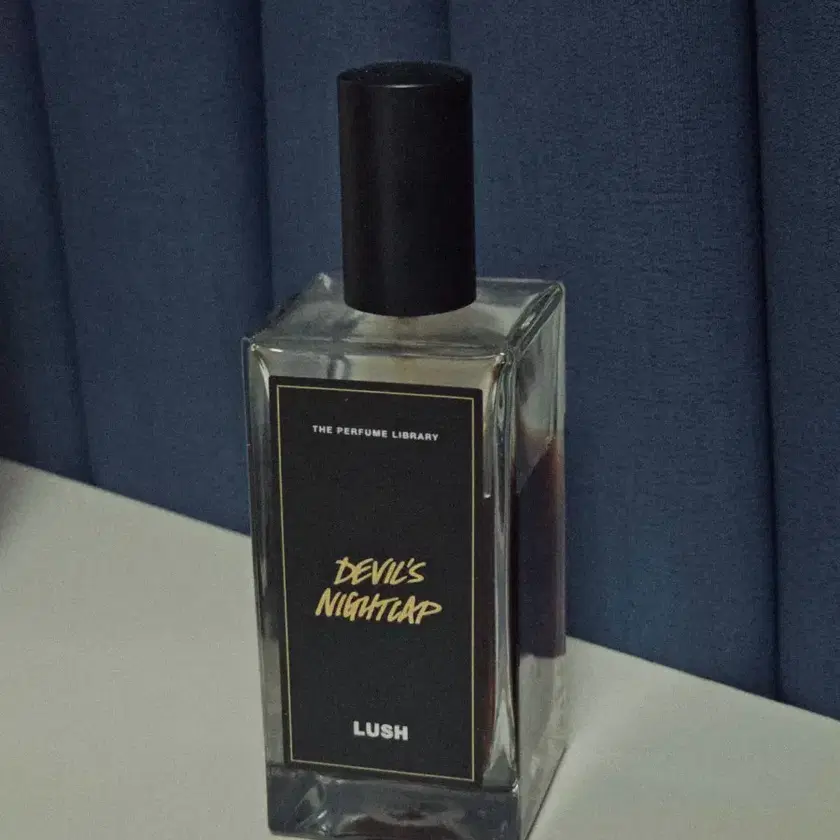 THE PERFUME LIBRARY
DEVIL'S
NIGHTCAP
LUSH